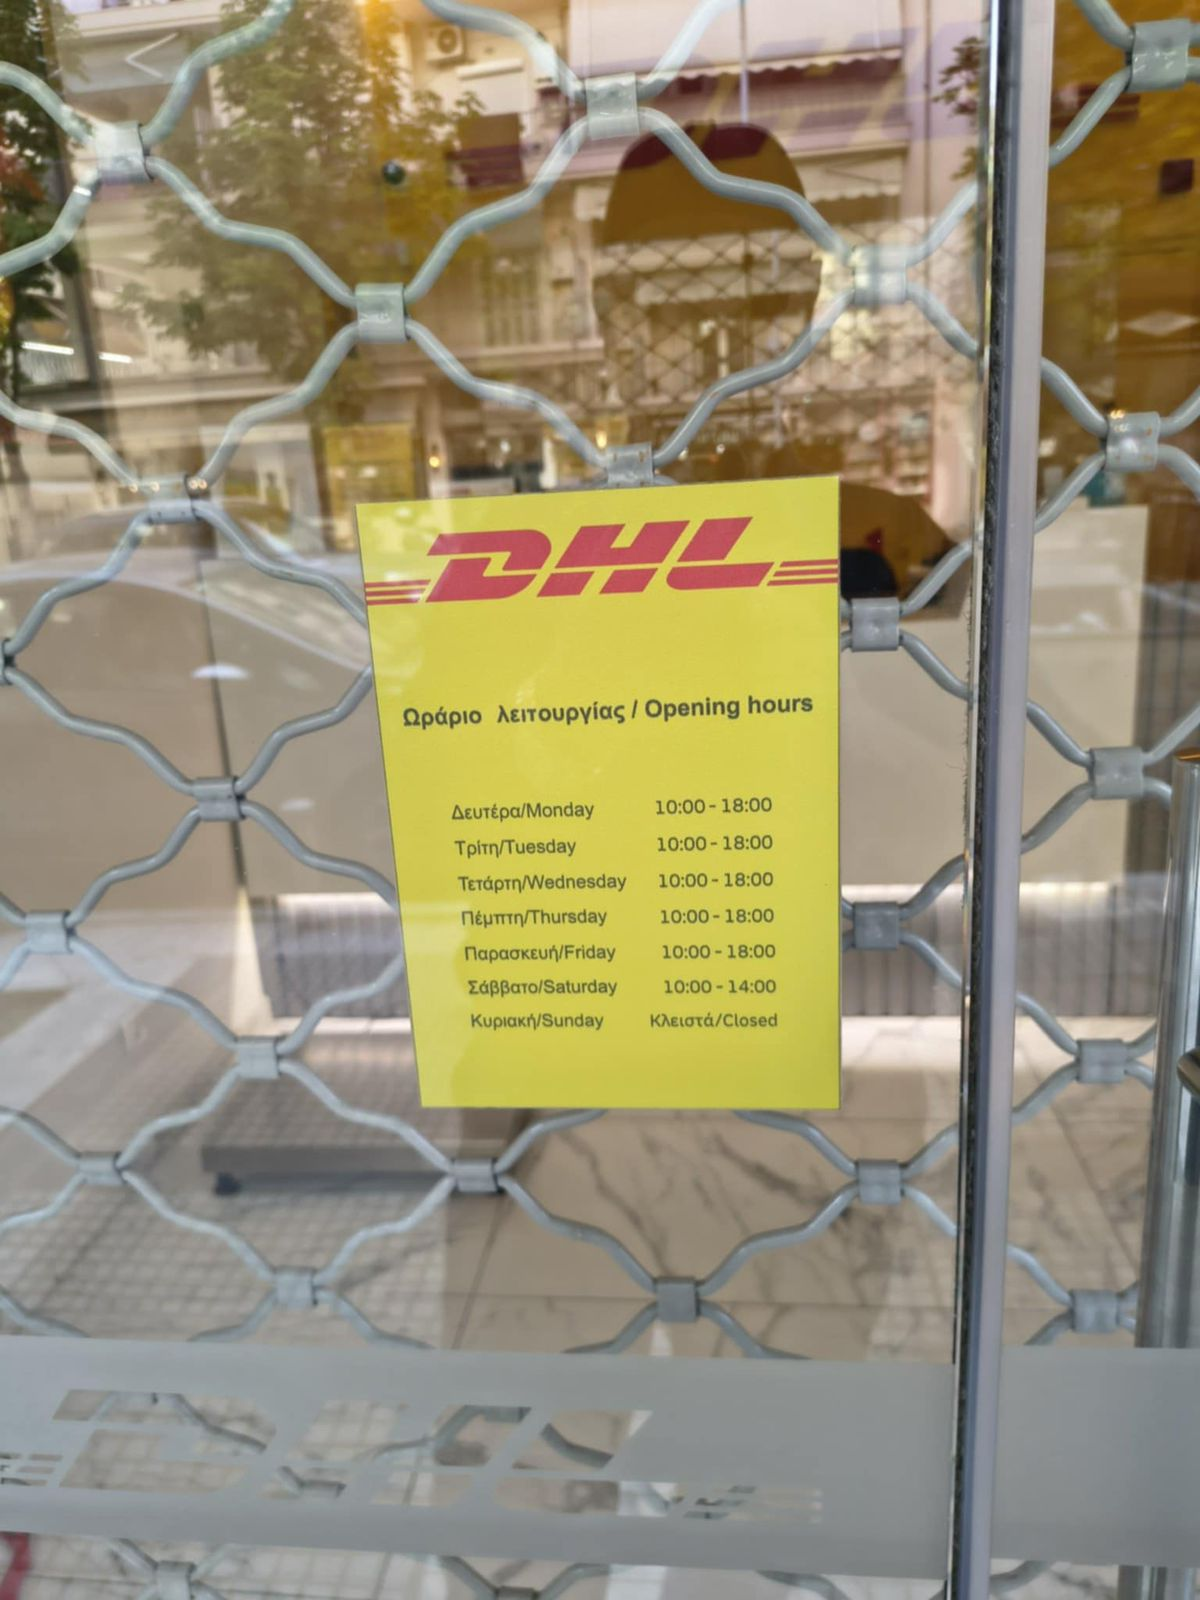 DHL
Ωράριο λειτουργίας / Opening hours
Δευτέρα/Monday 10:00 - 18:00
Τρίτη/Tuesday 10:00 - 18:00
Τετάρτη/Wednesday 10:00 - 18:00
Πέμπτη/Thursday 10:00 - 18:00
Παρασκευή/Friday 10:00 - 18:00
Σάββατο/Saturday 10:00 - 14:00
Κυριακή/Sunday Κλειστά/Closed
DHL